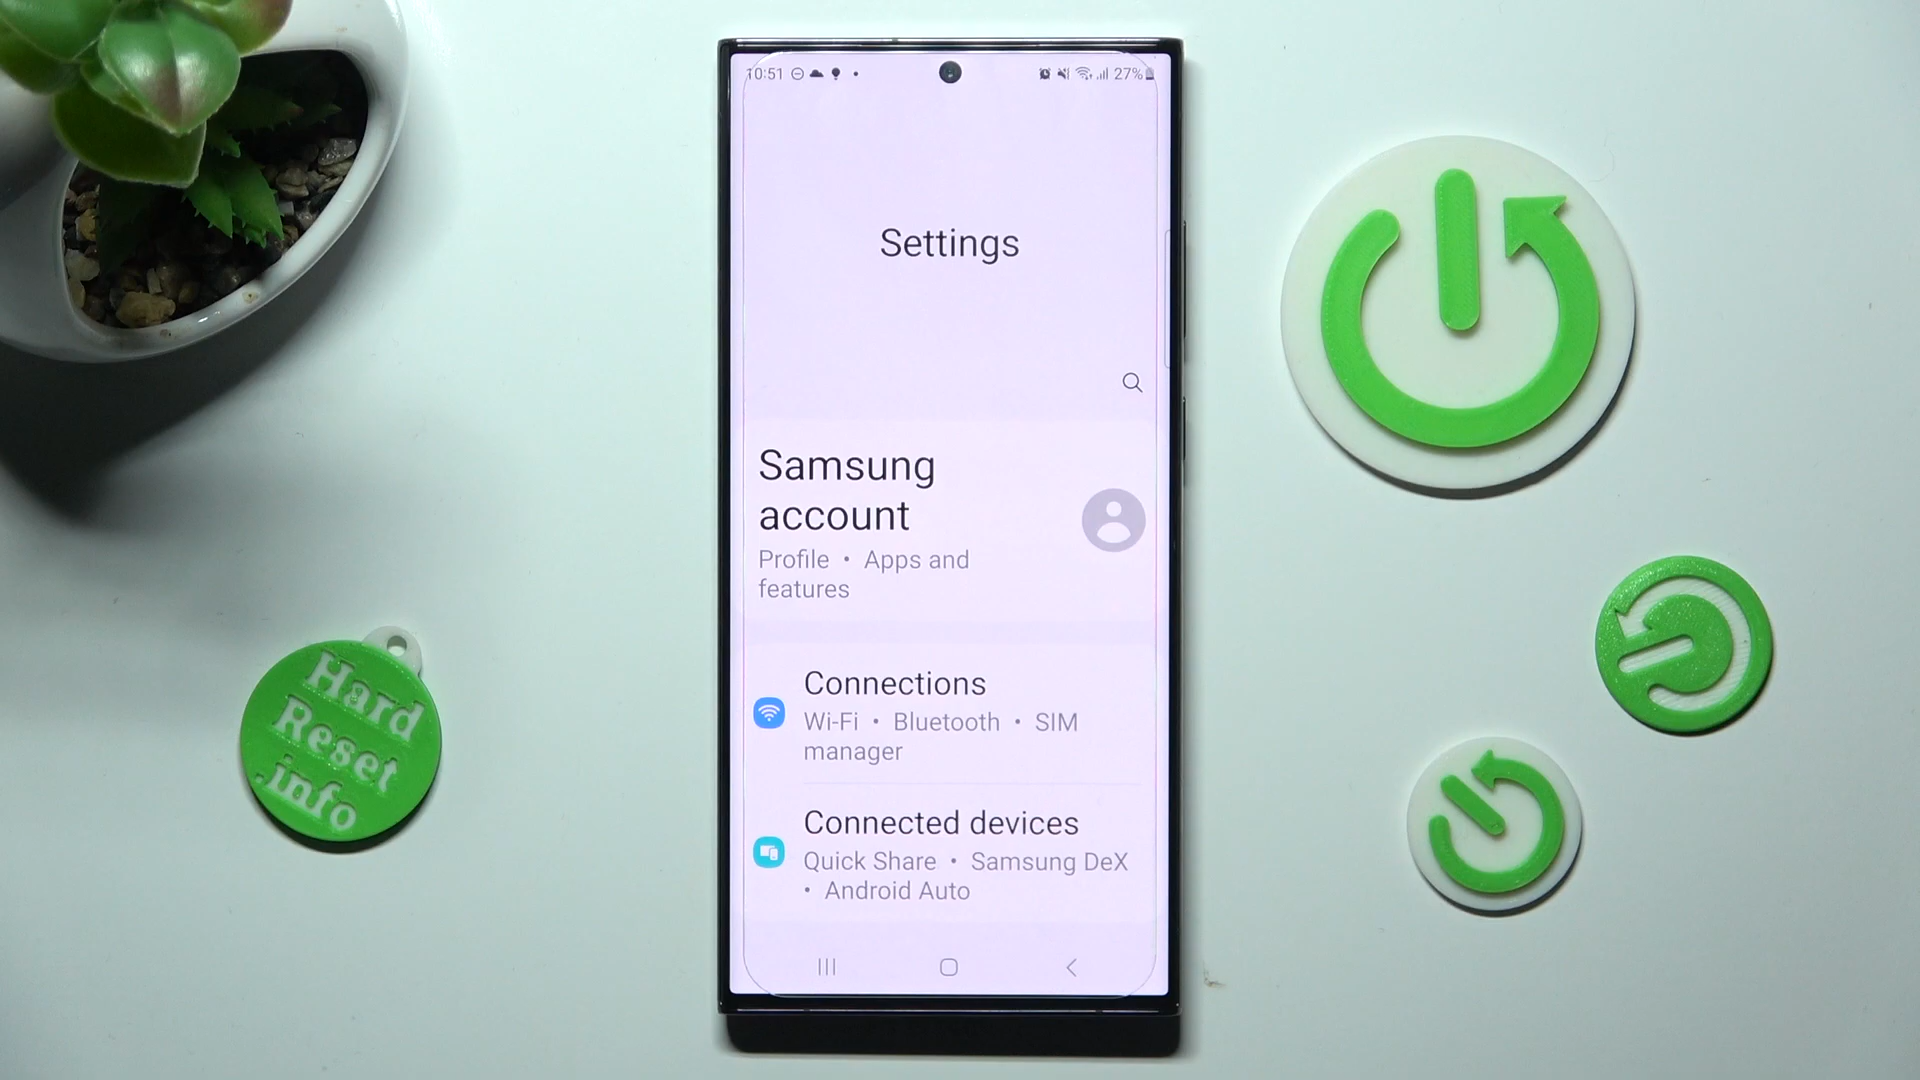 10:51
27%
Settings
Samsung
account
Profile • Apps and
features
Connections
Wi-Fi • Bluetooth • SIM
manager
Connected devices
Quick Share • Samsung DeX
• Android Auto
Hard
Reset
.info